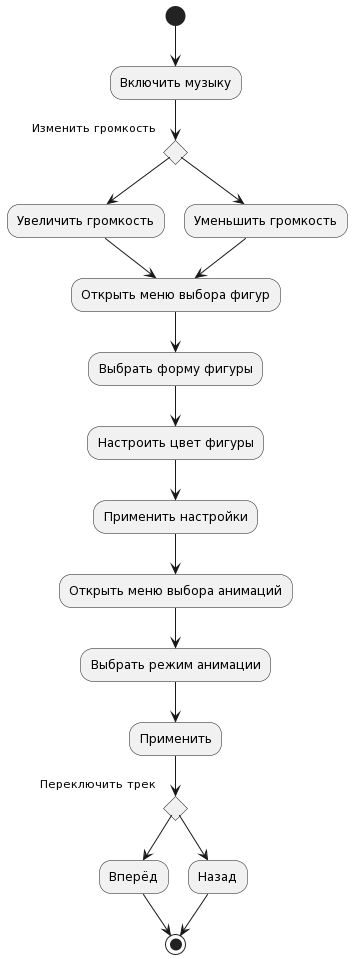 Включить музыку
Изменить громкость
Увеличить громкость
Уменьшить громкость
Открыть меню выбора фигур
Выбрать форму фигуры
Настроить цвет фигуры
Применить настройки
Открыть меню выбора анимаций
Выбрать режим анимации
Применить
Переключить трек
Вперёд
Назад